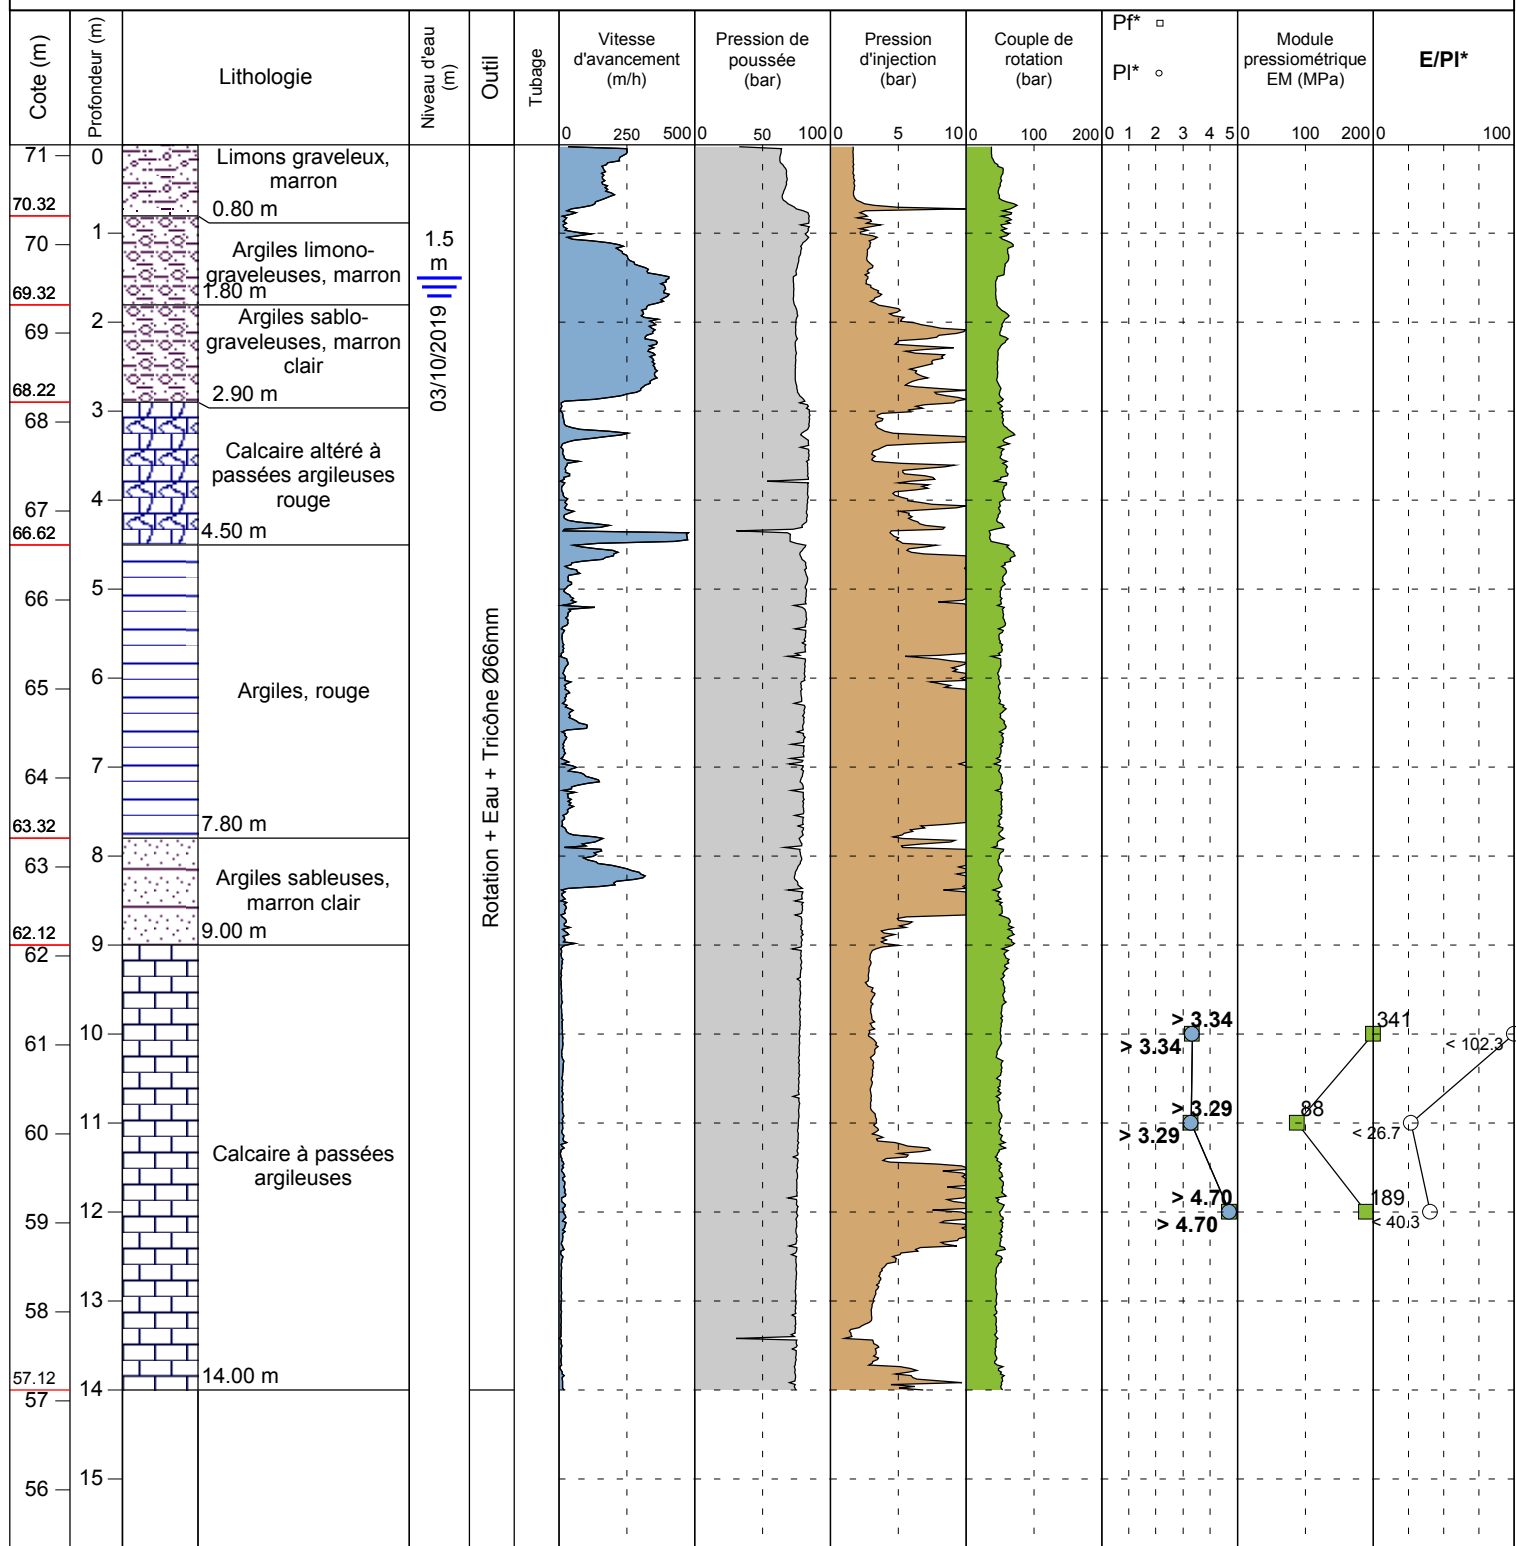 Cote (m)
Profondeur (m)
Lithologie
Niveau d'eau
(m)
Outil
Tubage
Vitesse
d'avancement
(m/h)
Pression de
poussée
(bar)
Pression
d'injection
(bar)
Couple de
rotation
(bar)
Pf*
Pl*
Module
pressiométrique
EM (MPa)
E/Pl*
0 250 500
0 50 100
0 5 10
0 100 200
0 1 2 3 4 5
0 100 200
0 100
71
70.32
70
69.32
69
68.22
68
67
66.62
66
65
64
63.32
63
62.12
62
61
60
59
58
57.12
57
56
0
1
2
3
4
5
6
7
8
9
10
11
12
13
14
15
Limons graveleux,
marron
0.80 m
Argiles limono-
graveleuses, marron
1.80 m
Argiles sablo-
graveleuses, marron
clair
2.90 m
Calcaire altéré à
passées argileuses
rouge
4.50 m
Argiles, rouge
7.80 m
Argiles sableuses,
marron clair
9.00 m
Calcaire à passées
argileuses
14.00 m
1.5
m
03/10/2019
Rotation + Eau + Tricône Ø66mm
> 3.34
> 3.34
341
< 102.3
> 3.29
> 3.29
88
< 26.7
> 4.70
> 4.70
189
< 40.3